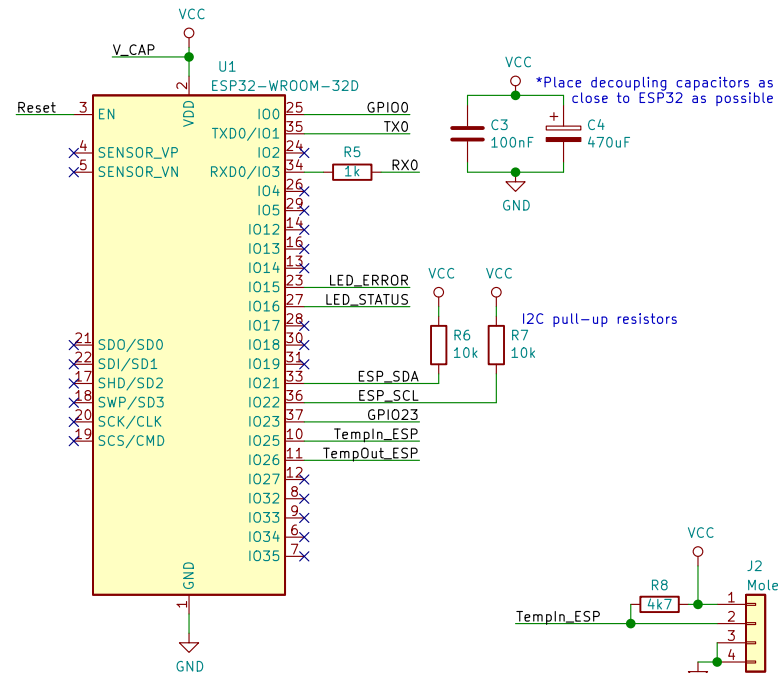 VCC
V_CAP
U1
ESP32-WROOM-32D
2
VDD
Reset
3
EN
IO0
25
GPIO0
TXD0/IO1
35
TX0
4
SENSOR_VP
IO2
24
5
SENSOR_VN
RXD0/IO3
34
R5
1k
RX0
IO4
26
IO5
29
IO12
14
IO13
16
IO14
13
IO15
23
LED_ERROR
IO16
27
LED_STATUS
IO17
28
21
SDO/SD0
IO18
30
22
SDI/SD1
IO19
31
17
SHD/SD2
IO21
33
ESP_SDA
18
SWP/SD3
IO22
36
ESP_SCL
20
SCK/CLK
IO23
37
GPIO23
19
SCS/CMD
IO25
10
TempIn_ESP
IO26
11
TempOut_ESP
IO27
12
IO32
8
IO33
9
IO34
6
IO35
7
GND
1
GND
VCC
*Place decoupling capacitors as
close to ESP32 as possible
C3
100nF
+
C4
470uF
GND
VCC
VCC
I2C pull-up resistors
R6
10k
R7
10k
VCC
J2
Mole
R8
4k7
1
TempIn_ESP
2
3
4